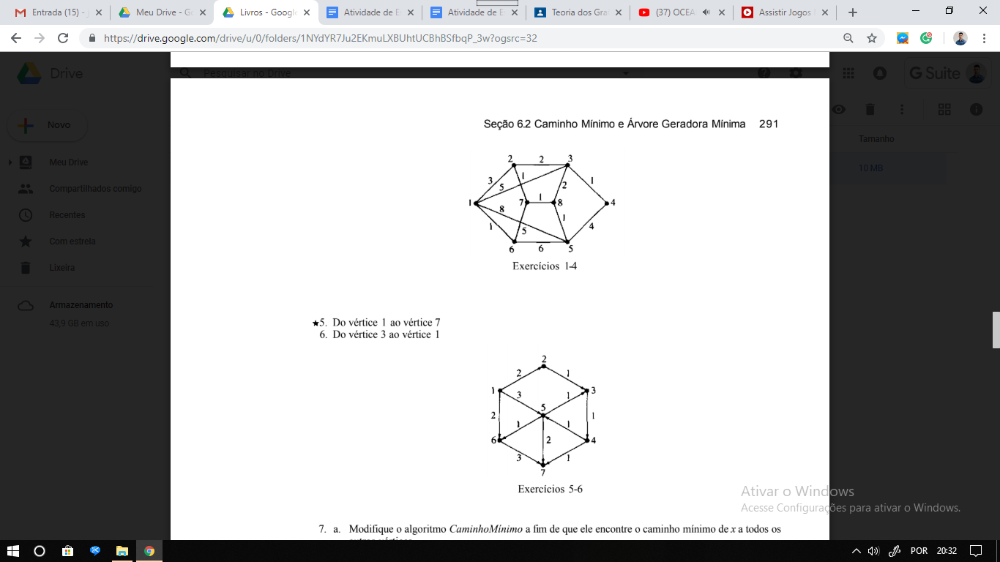 Entrada (15) - J
Meu Drive - Go
Livros - Google
Atividade de E
Atividade de E
Teoria dos Gra
(37) OCEA
Assistir Jogos
https://drive.google.com/drive/u/0/folders/1NYdYR7Ju2EKmuLXBUhtUCBhBSfbqP_3w?ogsrc=32
Drive
Pesquisar no Drive
G Suite
Novo
Meu Drive
Compartilhados comigo
Recentes
Com estrela
Lixeira
Armazenamento
43,9 GB em uso
Tamanho
10 MB
Seção 6.2 Caminho Mínimo e Árvore Geradora Mínima 291
2 2 3
3 5 1 2 1
1 7 1 8 4
8 1
1 5 4
6 6 5
Exercícios 1-4
★5. Do vértice 1 ao vértice 7
6. Do vértice 3 ao vértice 1
2
2 1
1 3 1 3
5
2 1
1 1
6 2 4
3 1
7
Exercícios 5-6
7. a. Modifique o algoritmo CaminhoMínimo a fim de que ele encontre o caminho mínimo de x a todos os
outros vértices
Ativar o Windows
Acesse Configurações para ativar o Windows.
POR 20:32